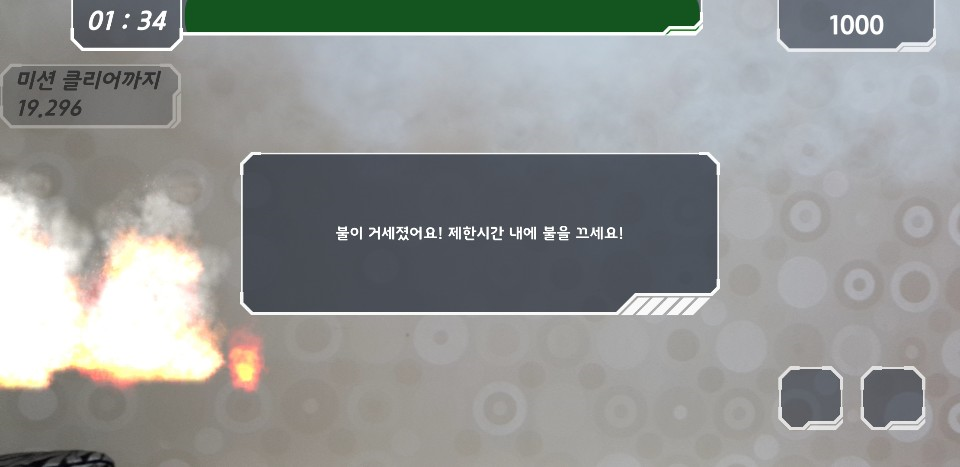 01 : 34
1000
미션 클리어까지
19.296
불이 거세졌어요! 제한시간 내에 불을 끄세요!